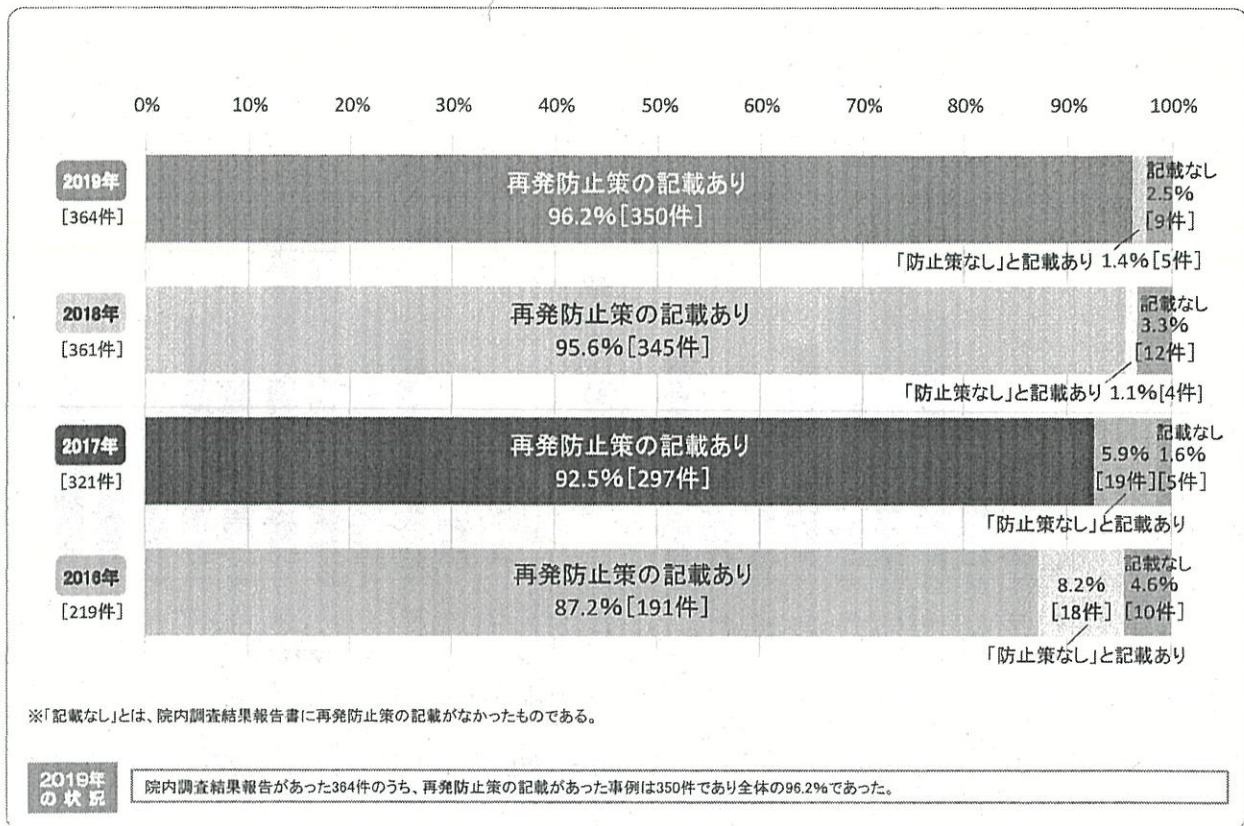 0% 10% 20% 30% 40% 50% 60% 70% 80% 90% 100%
2019年
[364件]
再発防止策の記載あり
96.2%[350件]
記載なし
2.5%
[9件]
「防止策なし」と記載あり 1.4%[5件]
2018年
[361件]
再発防止策の記載あり
95.6%[345件]
記載なし
3.3%
[12件]
「防止策なし」と記載あり 1.1%[4件]
2017年
[321件]
再発防止策の記載あり
92.5%[297件]
5.9%
[19件]
記載なし
1.6%
[5件]
「防止策なし」と記載あり
2016年
[219件]
再発防止策の記載あり
87.2%[191件]
8.2%
[18件]
記載なし
4.6%
[10件]
「防止策なし」と記載あり
※「記載なし」とは、院内調査結果報告書に再発防止策の記載がなかったものである。
2019年
の状況
院内調査結果報告があった364件のうち、再発防止策の記載があった事例は350件であり全体の96.2%であった。